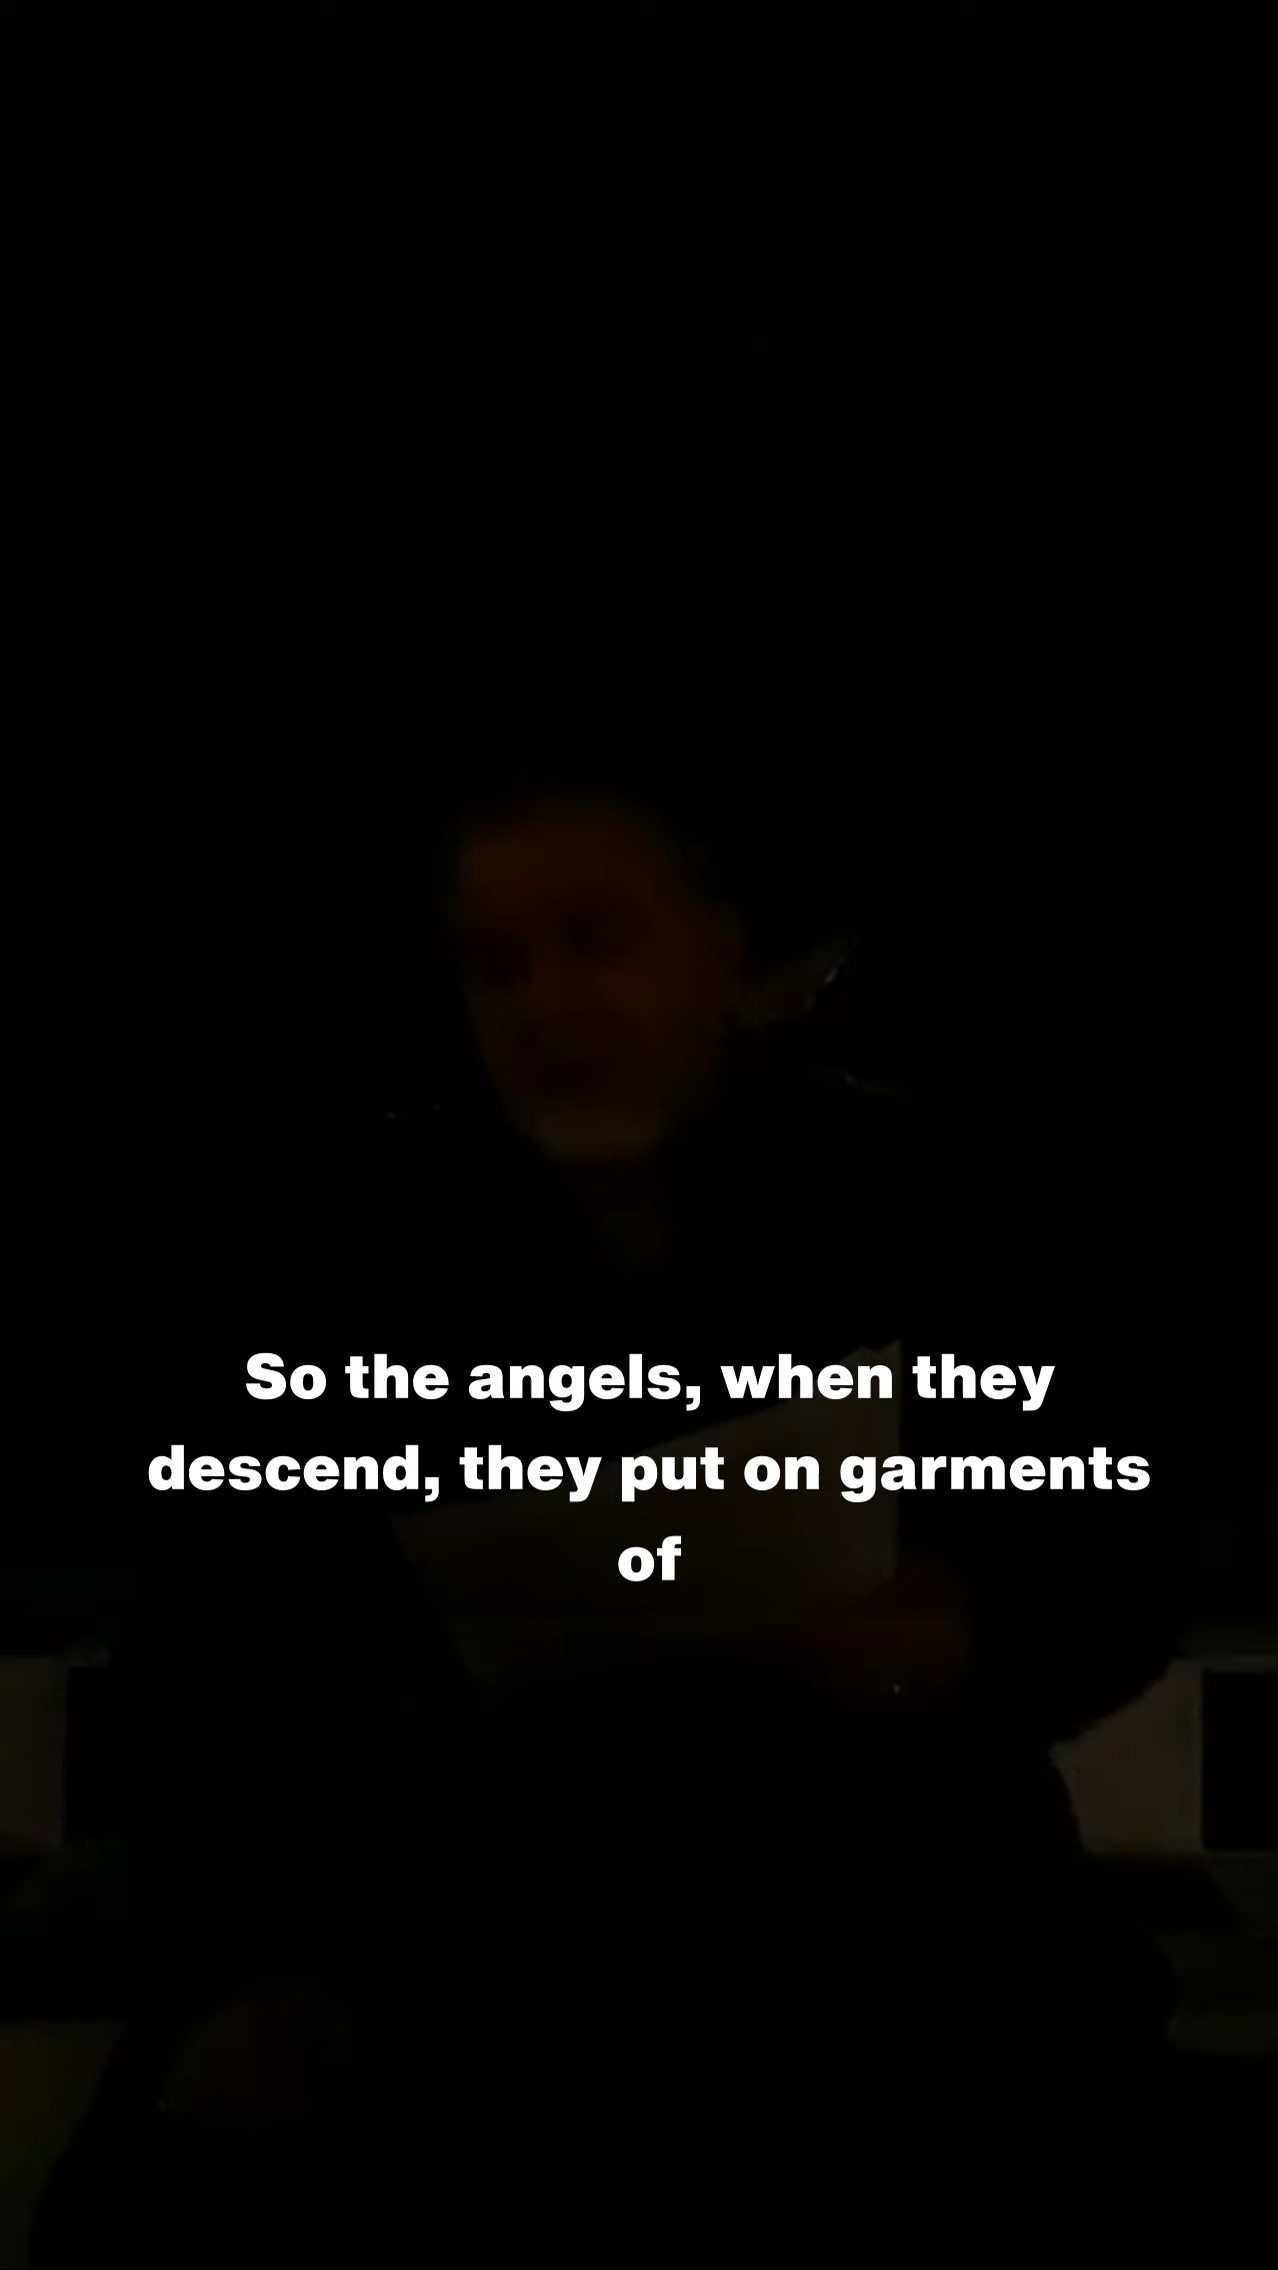 So the angels, when they
descend, they put on garments
of